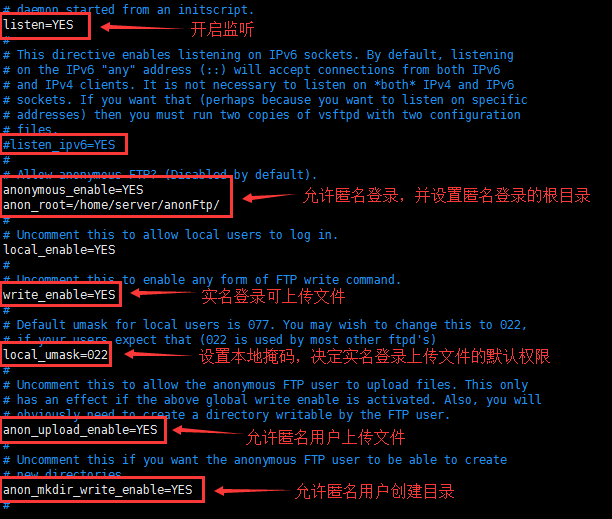 # daemon started from an initscript.
listen=YES
开启监听
#
# This directive enables listening on IPv6 sockets. By default, listening
# on the IPv6 "any" address (::) will accept connections from both IPv6
# and IPv4 clients. It is not necessary to listen on *both* IPv4 and IPv6
# sockets. If you want that (perhaps because you want to listen on specific
# addresses) then you must run two copies of vsftpd with two configuration
# files.
#listen_ipv6=YES
#
# Allow anonymous FTP? (Disabled by default).
anonymous_enable=YES
anon_root=/home/server/anonFtp/
允许匿名登录，并设置匿名登录的根目录
#
# Uncomment this to allow local users to log in.
local_enable=YES
#
# Uncomment this to enable any form of FTP write command.
write_enable=YES
实名登录可上传文件
#
# Default umask for local users is 077. You may wish to change this to 022,
# if your users expect that (022 is used by most other ftpd's)
local_umask=022
设置本地掩码，决定实名登录上传文件的默认权限
#
# Uncomment this to allow the anonymous FTP user to upload files. This only
# has an effect if the above global write enable is activated. Also, you will
# obviously need to create a directory writable by the FTP user.
anon_upload_enable=YES
允许匿名用户上传文件
#
# Uncomment this if you want the anonymous FTP user to be able to create
# new directories.
anon_mkdir_write_enable=YES
允许匿名用户创建目录
#